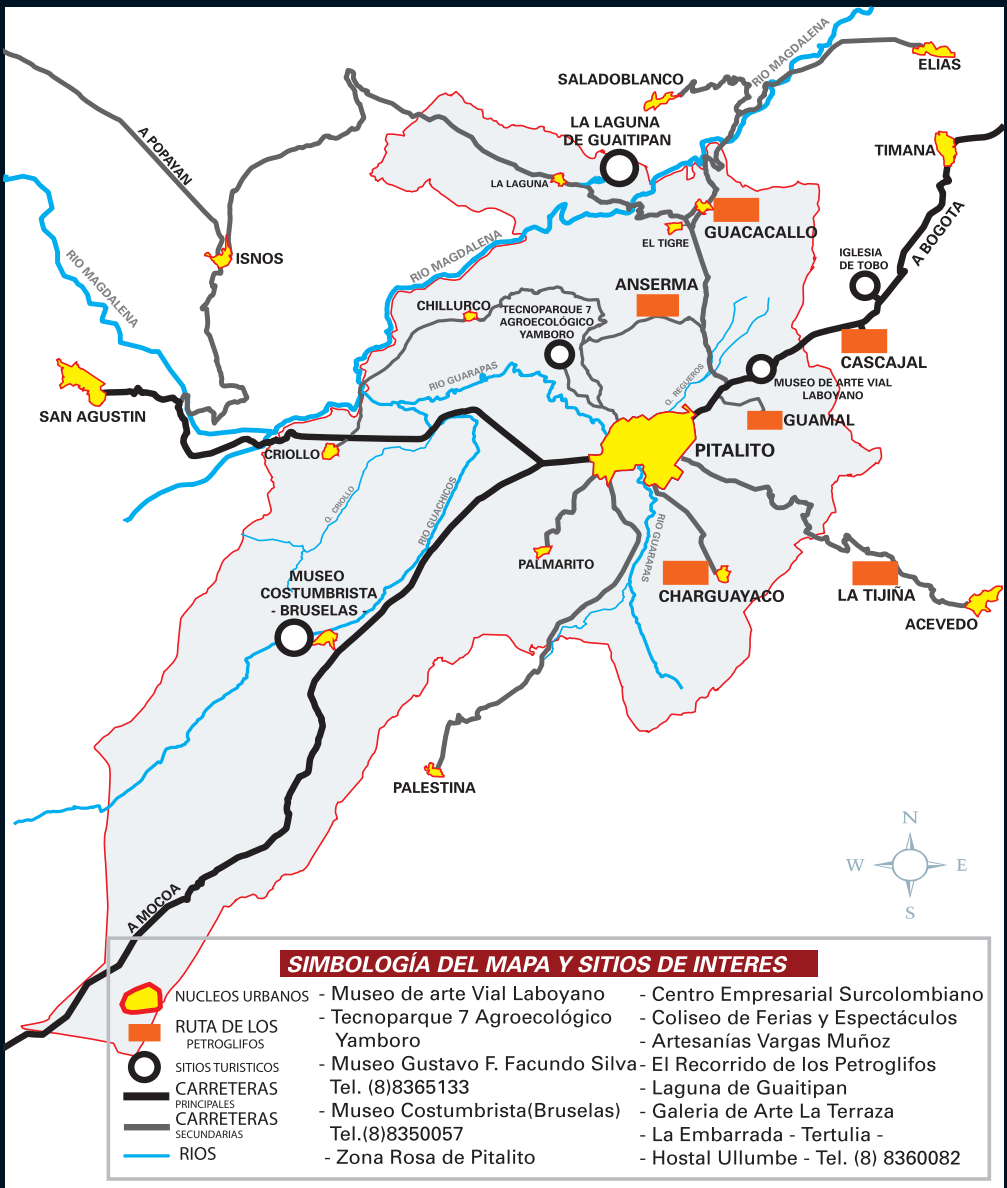 RIO MAGDALENA
ELIAS
SALADOBLANCO
LA LAGUNA
DE GUAITIPAN
TIMANA
A POPAYAN
LA LAGUNA
GUACACALLO
A BOGOTA
EL TIGRE
RIO MAGDALENA
ISNOS
RIO MAGDALENA
IGLESIA
DE TOBO
ANSERMA
CHILLURCO
TECNOPARQUE 7
AGROECOLÓGICO
YAMBORO
CASCAJAL
RIO GUARAPAS
Q. REGUEROS
MUSEO DE ARTE VIAL
LABOYANO
SAN AGUSTIN
GUAMAL
CRIOLLO
PITALITO
Q. CRIOLLO
RIO GUACHICOS
RIO GUARAPAS
PALMARITO
MUSEO
COSTUMBRISTA
- BRUSELAS -
CHARGUAYACO
LA TIJIÑA
ACEVEDO
PALESTINA
N
W
E
S
A MOCOA
SIMBOLOGÍA DEL MAPA Y SITIOS DE INTERES
NUCLEOS URBANOS
RUTA DE LOS
PETROGLIFOS
SITIOS TURISTICOS
CARRETERAS
PRINCIPALES
CARRETERAS
SECUNDARIAS
RIOS
- Museo de arte Vial Laboyano
- Tecnoparque 7 Agroecológico
Yamboro
- Museo Gustavo F. Facundo Silva
Tel. (8)8365133
- Museo Costumbrista(Bruselas)
Tel.(8)8350057
- Zona Rosa de Pitalito
- Centro Empresarial Surcolombiano
- Coliseo de Ferias y Espectáculos
- Artesanías Vargas Muñoz
- El Recorrido de los Petroglifos
- Laguna de Guaitipan
- Galeria de Arte La Terraza
- La Embarrada - Tertulia -
- Hostal Ullumbe - Tel. (8) 8360082